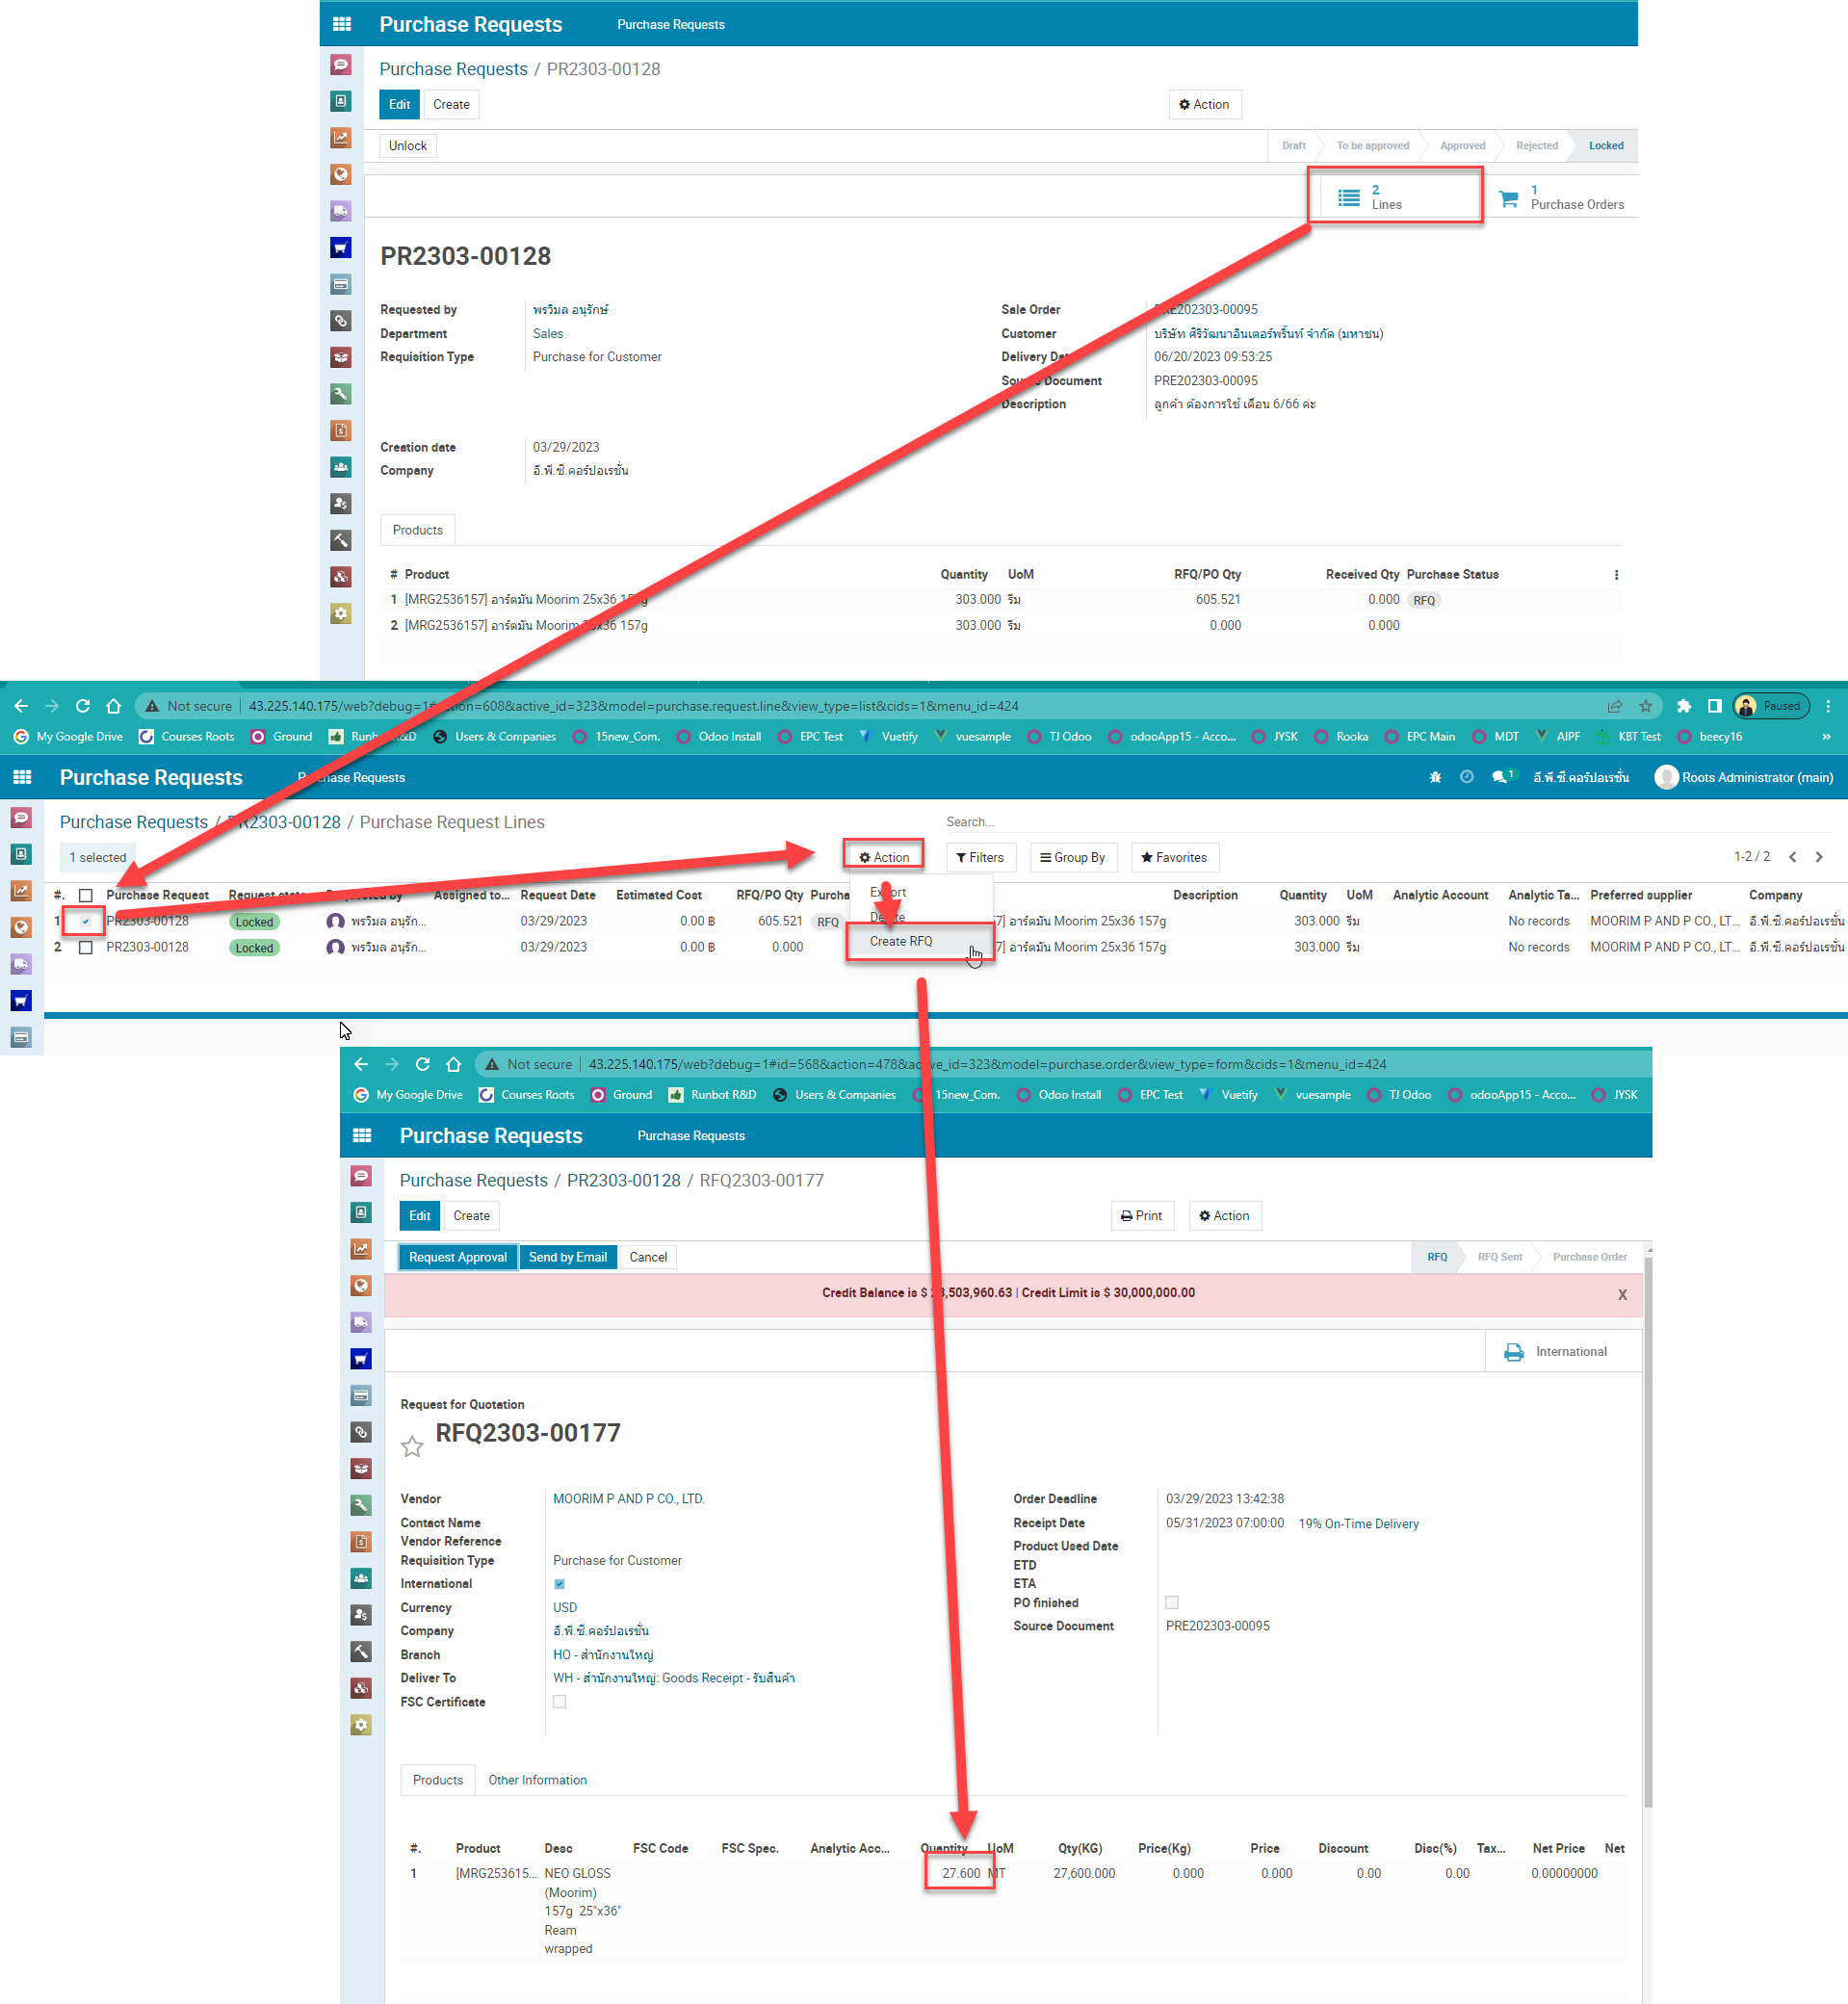 Purchase Requests Purchase Requests
Purchase Requests / PR2303-00128
Edit Create Action
Unlock Draft To be approved Approved Rejected Locked
2
Lines
1
Purchase Orders
PR2303-00128
Requested by พรวิมล อนุรักษ์
Department Sales
Requisition Type Purchase for Customer
Sale Order PRE202303-00095
Customer บริษัท ศิริวัฒนาอินเตอร์พริ้นท์ จำกัด (มหาชน)
Delivery Date 06/20/2023 09:53:25
Source Document PRE202303-00095
Description ลูกค้า ต้องการใช้ เดือน 6/66 ค่ะ
Creation date 03/29/2023
Company อี.พี.ซี.คอร์ปอเรชั่น
Products
# Product Quantity UoM RFQ/PO Qty Received Qty Purchase Status
1 [MRG2536157] อาร์ตมัน Moorim 25x36 157g 303.000 รีม 605.521 0.000 RFQ
2 [MRG2536157] อาร์ตมัน Moorim 25x36 157g 303.000 รีม 0.000 0.000
Not secure | 43.225.140.175/web?debug=1#action=608&active_id=323&model=purchase.request.line&view_type=list&cids=1&menu_id=424 Paused
My Google Drive Courses Roots Ground Runbot R&D Users & Companies 15new_Com. Odoo Install EPC Test Vuetify vuesample TJ Odoo odooApp15 - Acco... JYSK Rooka EPC Main MDT AIPF KBT Test beecy16 »
Purchase Requests Purchase Requests 1 อี.พี.ซี.คอร์ปอเรชั่น Roots Administrator (main)
Purchase Requests / PR2303-00128 / Purchase Request Lines Search...
1 selected Action Filters Group By Favorites 1-2 / 2
#. Purchase Request Request state Requested by Assigned to... Request Date Estimated Cost RFQ/PO Qty Purcha Export Description Quantity UoM Analytic Account Analytic Ta... Preferred supplier Company
1 PR2303-00128 Locked พรวิมล อนุรัก... 03/29/2023 0.00 ฿ 605.521 RFQ Delete 7] อาร์ตมัน Moorim 25x36 157g 303.000 รีม No records MOORIM P AND P CO., LT... อี.พี.ซี.คอร์ปอเรชั่น
2 PR2303-00128 Locked พรวิมล อนุรัก... 03/29/2023 0.00 ฿ 0.000 Create RFQ 7] อาร์ตมัน Moorim 25x36 157g 303.000 รีม No records MOORIM P AND P CO., LT... อี.พี.ซี.คอร์ปอเรชั่น
Not secure | 43.225.140.175/web?debug=1#id=568&action=478&active_id=323&model=purchase.order&view_type=form&cids=1&menu_id=424
My Google Drive Courses Roots Ground Runbot R&D Users & Companies 15new_Com. Odoo Install EPC Test Vuetify vuesample TJ Odoo odooApp15 - Acco... JYSK
Purchase Requests Purchase Requests
Purchase Requests / PR2303-00128 / RFQ2303-00177
Edit Create Print Action
Request Approval Send by Email Cancel RFQ RFQ Sent Purchase Order
Credit Balance is $ ,503,960.63 | Credit Limit is $ 30,000,000.00 X
International
Request for Quotation
RFQ2303-00177
Vendor MOORIM P AND P CO., LTD.
Contact Name
Vendor Reference
Requisition Type Purchase for Customer
International
Currency USD
Company อี.พี.ซี.คอร์ปอเรชั่น
Branch HO - สำนักงานใหญ่
Deliver To WH - สำนักงานใหญ่: Goods Receipt - รับสินค้า
FSC Certificate
Order Deadline 03/29/2023 13:42:38
Receipt Date 05/31/2023 07:00:00 19% On-Time Delivery
Product Used Date
ETD
ETA
PO finished
Source Document PRE202303-00095
Products Other Information
#. Product Desc FSC Code FSC Spec. Analytic Acc... Quantity UoM Qty(KG) Price(Kg) Price Discount Disc(%) Tax... Net Price Net
1 [MRG253615... NEO GLOSS 27.600 MT 27,600.000 0.000 0.000 0.00 0.00 0.00000000
(Moorim)
157g 25"x36"
Ream
wrapped